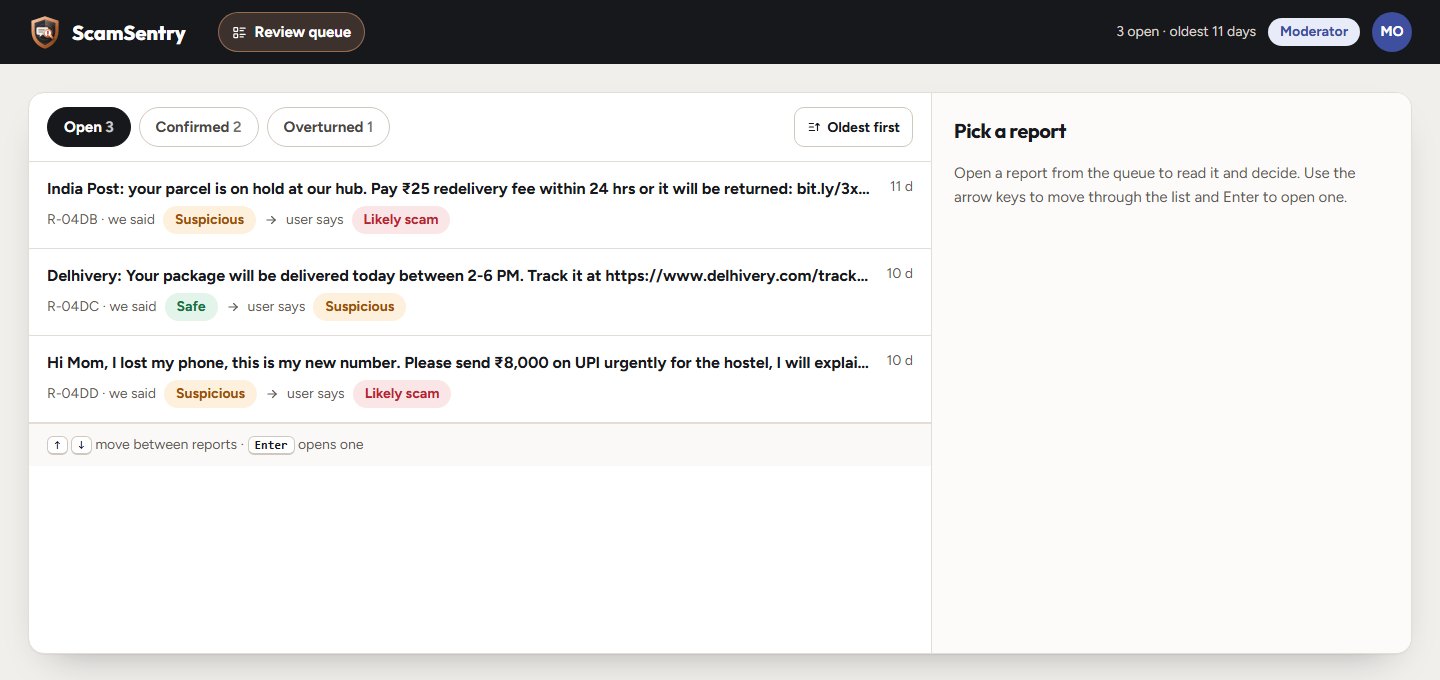 ScamSentry
Review queue
3 open · oldest 11 days
Moderator
MO
Open 3
Confirmed 2
Overturned 1
Oldest first
India Post: your parcel is on hold at our hub. Pay ₹25 redelivery fee within 24 hrs or it will be returned: bit.ly/3x...
11 d
R-04DB · we said Suspicious → user says Likely scam
Delhivery: Your package will be delivered today between 2-6 PM. Track it at https://www.delhivery.com/track...
10 d
R-04DC · we said Safe → user says Suspicious
Hi Mom, I lost my phone, this is my new number. Please send ₹8,000 on UPI urgently for the hostel, I will explai...
10 d
R-04DD · we said Suspicious → user says Likely scam
↑ ↓ move between reports · Enter opens one
Pick a report
Open a report from the queue to read it and decide. Use the
arrow keys to move through the list and Enter to open one.